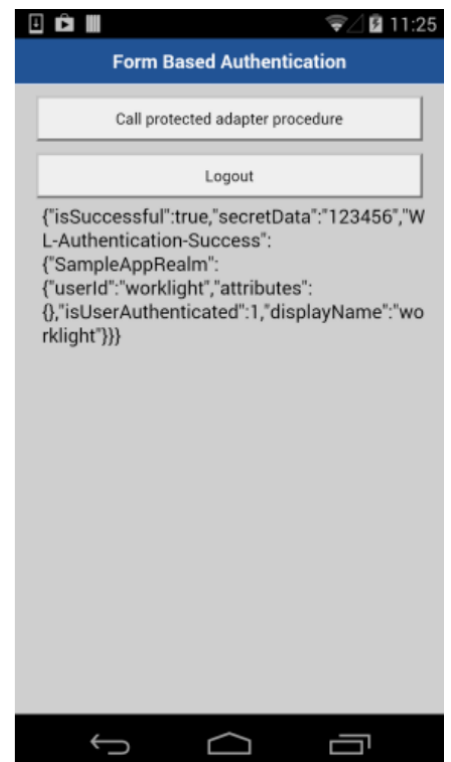 11:25
Form Based Authentication
Call protected adapter procedure
Logout
{"isSuccessful":true,"secretData":"123456","W
L-Authentication-Success":
{"SampleAppRealm":
{"userId":"worklight","attributes":
{},"isUserAuthenticated":1,"displayName":"wo
rklight"}}}